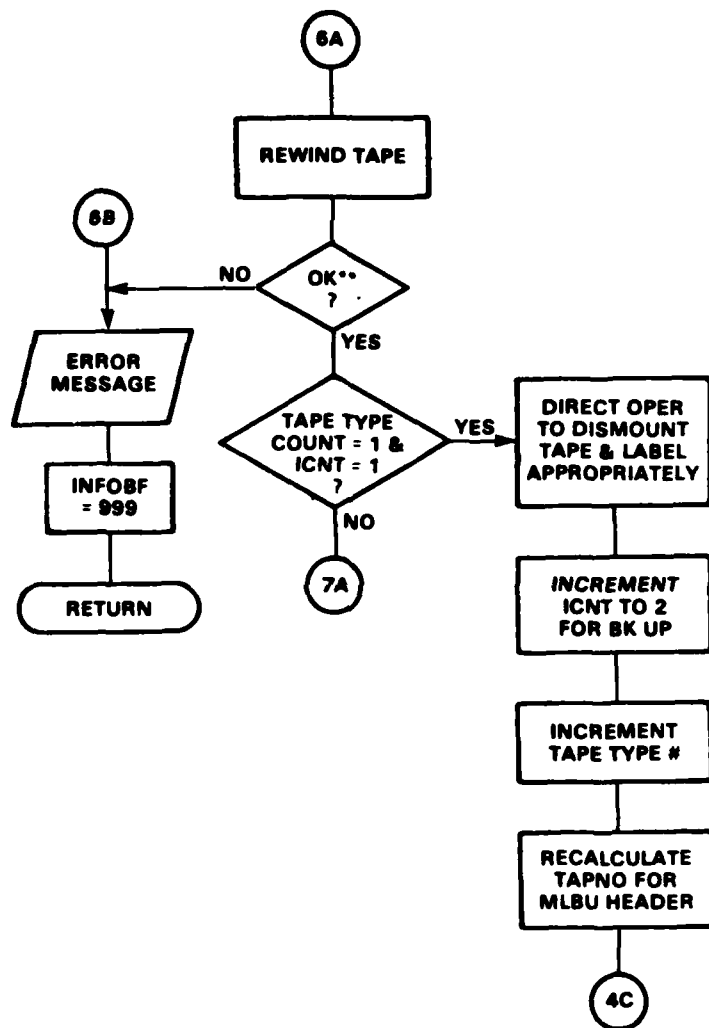 6A
REWIND TAPE
6B
NO
OK**
?
YES
ERROR
MESSAGE
TAPE TYPE
COUNT = 1 &
ICNT = 1
?
YES
DIRECT OPER
TO DISMOUNT
TAPE & LABEL
APPROPRIATELY
INFOBF
= 999
NO
RETURN
7A
INCREMENT
ICNT TO 2
FOR BK UP
INCREMENT
TAPE TYPE #
RECALCULATE
TAPNO FOR
MLBU HEADER
4C